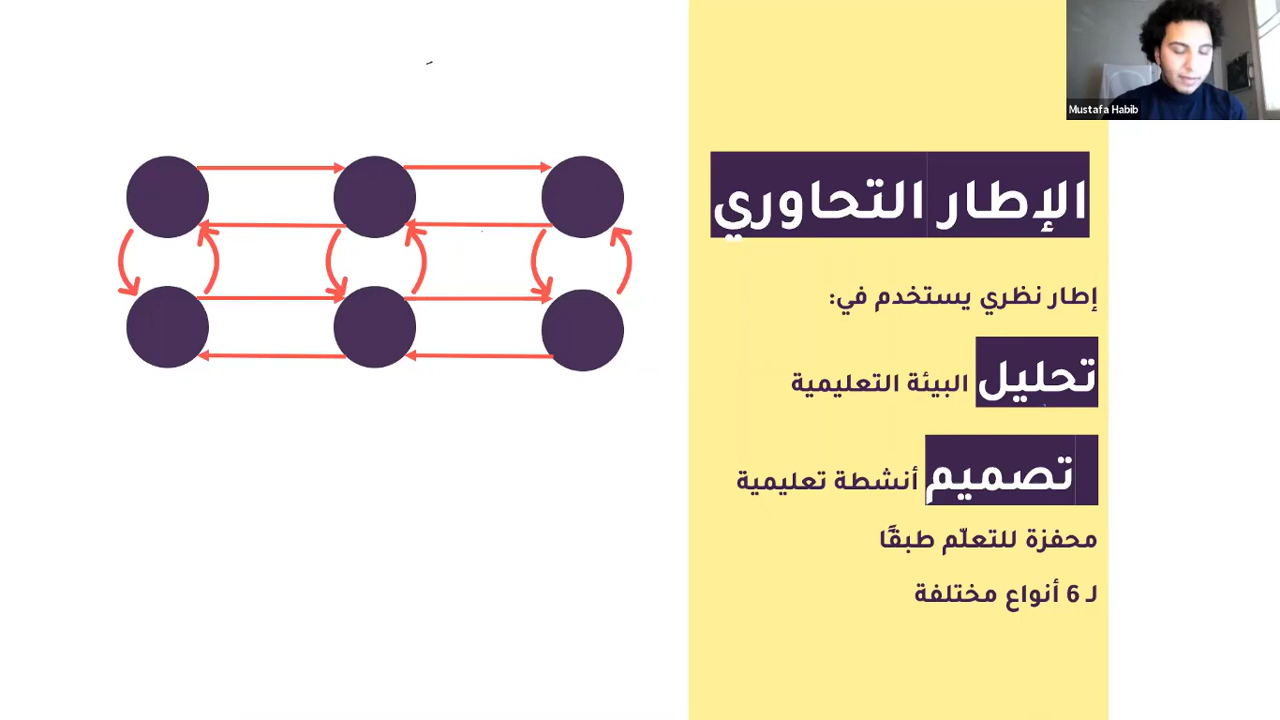 Mustafa Habib
الإطار التحاوري
إطار نظري يستخدم في:
تحليل البيئة التعليمية
تصميم أنشطة تعليمية
محفزة للتعلّم طبقًا
لـ 6 أنواع مختلفة